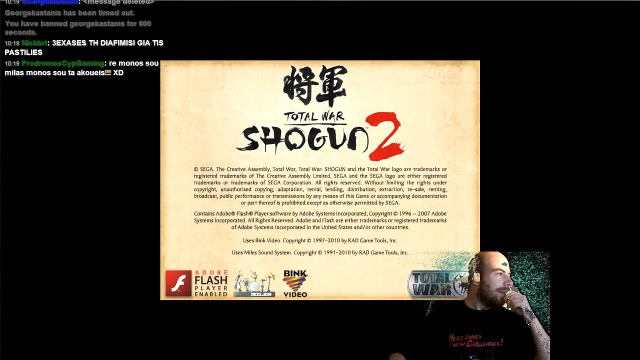 10:19 Georgekastanis: <message deleted>
Georgekastanis has been timed out.
You have banned georgekastanis for 600
seconds.
10:19 : 3EXASES TH DIAFIMISI GIA TIS
PASTILIES
10:19 ProdromosCypGaming: re monos sou
milas monos sou ta akoueis!!! XD
将軍
TOTAL WAR
SHOGUN 2
© SEGA. The Creative Assembly, Total War, Total War: SHOGUN and the Total War logo are trademarks or
registered trademarks of The Creative Assembly Limited. SEGA and the SEGA logo are either registered
trademarks or trademarks of SEGA Corporation. All rights reserved. Without limiting the rights under
copyright, unauthorised copying, adaptation, rental, lending, distribution, extraction, re-sale, renting,
broadcast, public performance or transmissions by any means of this Game or accompanying documentation
or part thereof is prohibited except as otherwise permitted by SEGA.
Contains Adobe® Flash® Player software by Adobe Systems Incorporated, Copyright © 1996 – 2007 Adobe
Systems Incorporated. All Rights Reserved. Adobe and Flash are either trademarks or registered trademarks
of Adobe Systems Incorporated in the United States and/or other countries.
Uses Bink Video. Copyright © 1997-2010 by RAD Game Tools, Inc.
Uses Miles Sound System. Copyright © 1991-2010 by RAD Game Tools, Inc.
ADOBE
FLASH
PLAYER
ENABLED
BINK
VIDEO
TOTAL
WAR
HERE COMES
A NEW CHALLENGER!